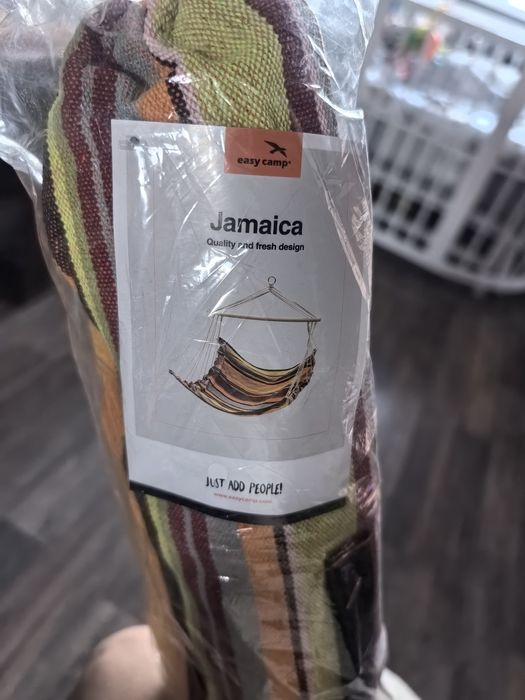 easy camp®
Jamaica
Quality and fresh design
JUST ADD PEOPLE!
www.easycamp.com